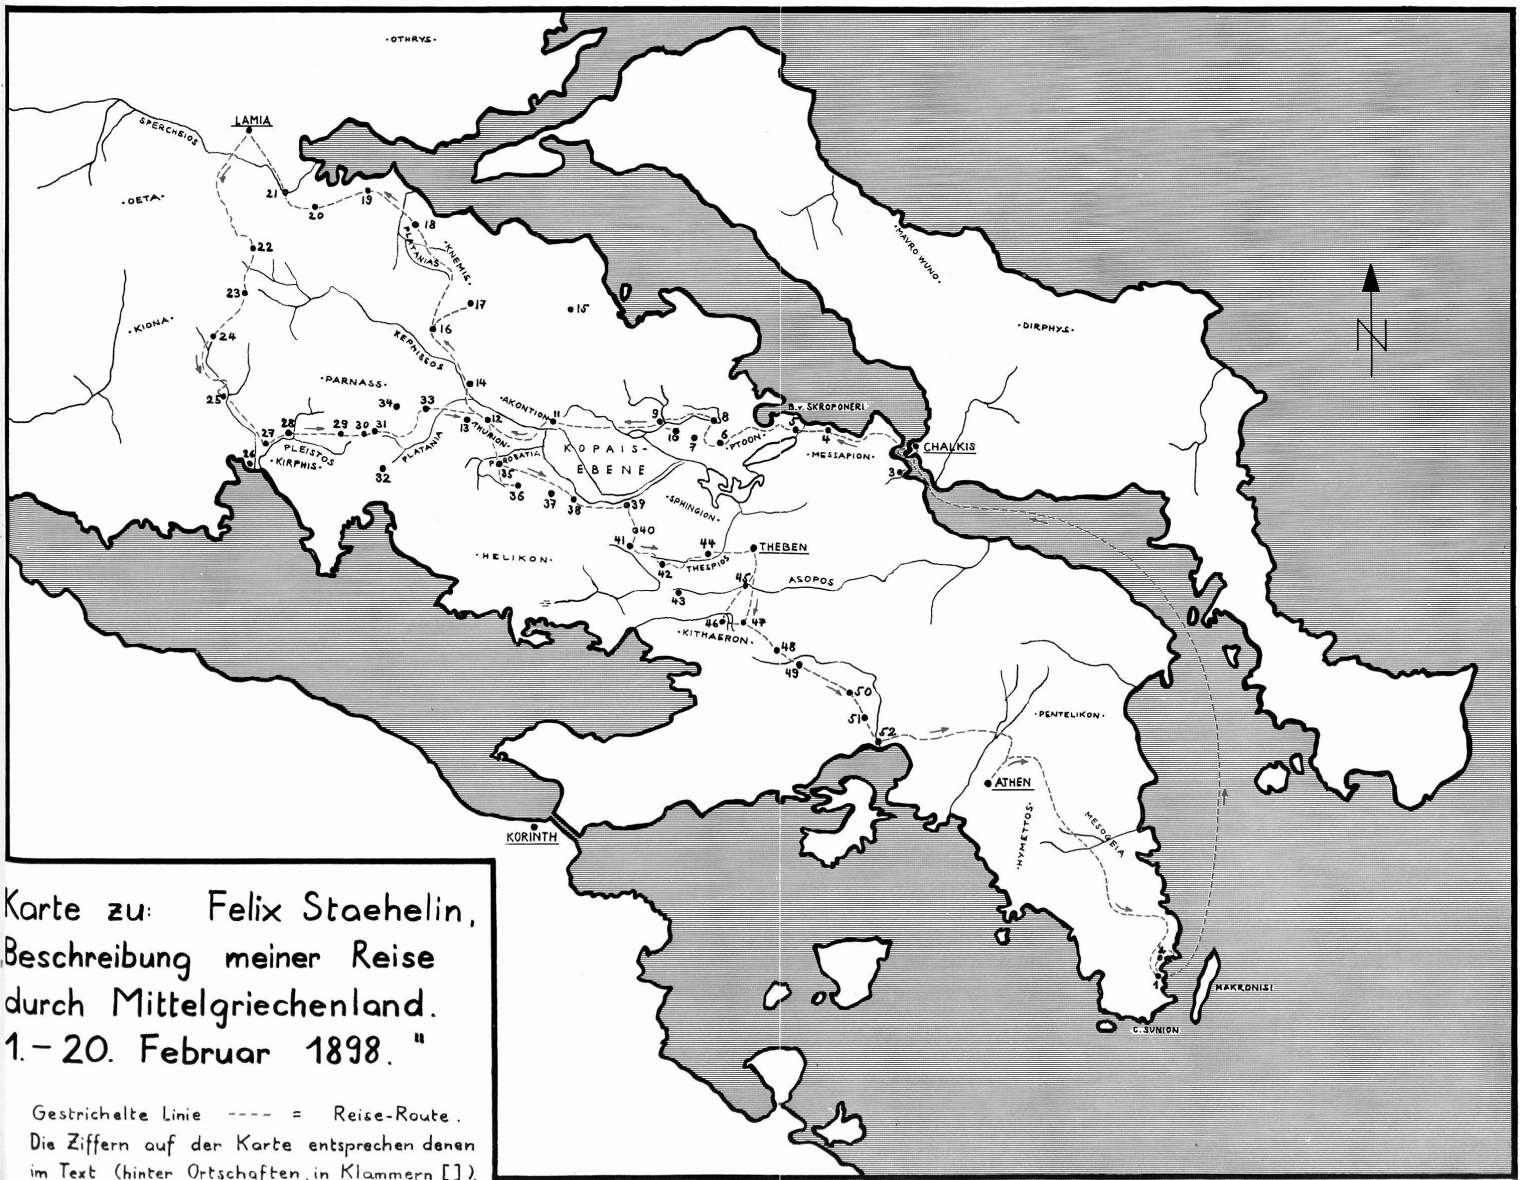 ·OTHRYS·
SPERCHEIOS
LAMIA
·OETA·
21
20
19
18
PLATANIAS
·KNEMIS·
·MAVRO WUNO·
22
23
17
15
16
24
·KIONA·
KEPHISSOS
·DIRPHYS·
N
·PARNASS·
14
25
34
33
·AKONTION·
11
9
8
B.v. SKROPONERI
12
13
·THURION·
10
7
6
·PTOON·
5
4
·MESSAPION·
CHALKIS
3
28
27
29
30
31
PLEISTOS
·KIRPHIS·
26
32
PLATANIA
KOPAIS-
EBENE
35
36
37
38
39
·SPHINGION·
40
41
44
THEBEN
·HELIKON·
42
THESPIOS
43
45
ASOPOS
46
47
·KITHAERON·
48
49
50
51
52
·PENTELIKON·
ATHEN
·HYMETTOS·
MESOGEIA
KORINTH
1
MAKRONISI
C. SUNION
Karte zu: Felix Staehelin,
„Beschreibung meiner Reise
durch Mittelgriechenland.
1.–20. Februar 1898."
Gestrichelte Linie ---- = Reise-Route.
Die Ziffern auf der Karte entsprechen denen
im Text (hinter Ortschaften, in Klammern [ ]).